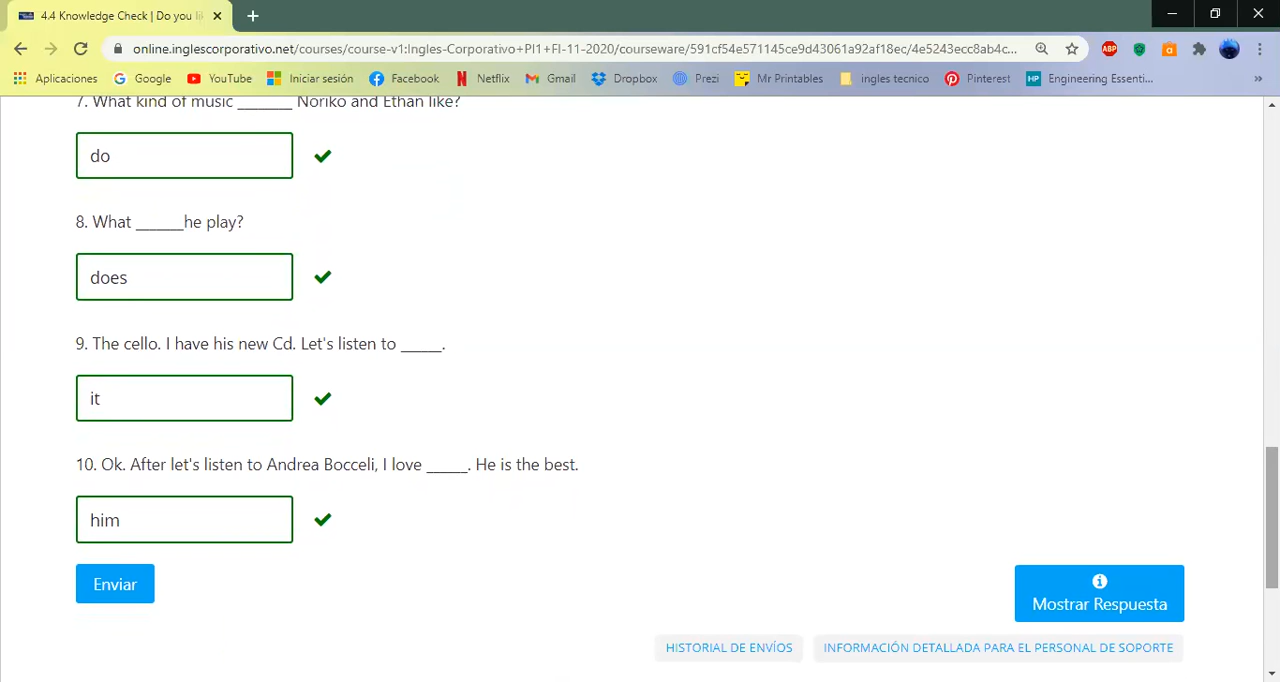 4.4 Knowledge Check | Do you li
online.inglescorporativo.net/courses/course-v1:Ingles-Corporativo+PI1+FI-11-2020/courseware/591cf54e571145ce9d43061a92af18ec/4e5243ecc8ab4c...
Aplicaciones Google YouTube Iniciar sesión Facebook Netflix Gmail Dropbox Prezi Mr Printables ingles tecnico Pinterest Engineering Essenti... »
7. What kind of music _______ Noriko and Ethan like?
do
8. What ______he play?
does
9. The cello. I have his new Cd. Let's listen to _____.
it
10. Ok. After let's listen to Andrea Bocceli, I love _____. He is the best.
him
Enviar
Mostrar Respuesta
HISTORIAL DE ENVÍOS INFORMACIÓN DETALLADA PARA EL PERSONAL DE SOPORTE